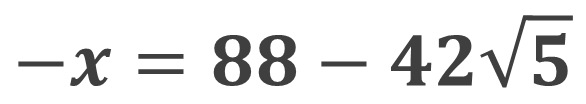 −x = 88 − 42√5